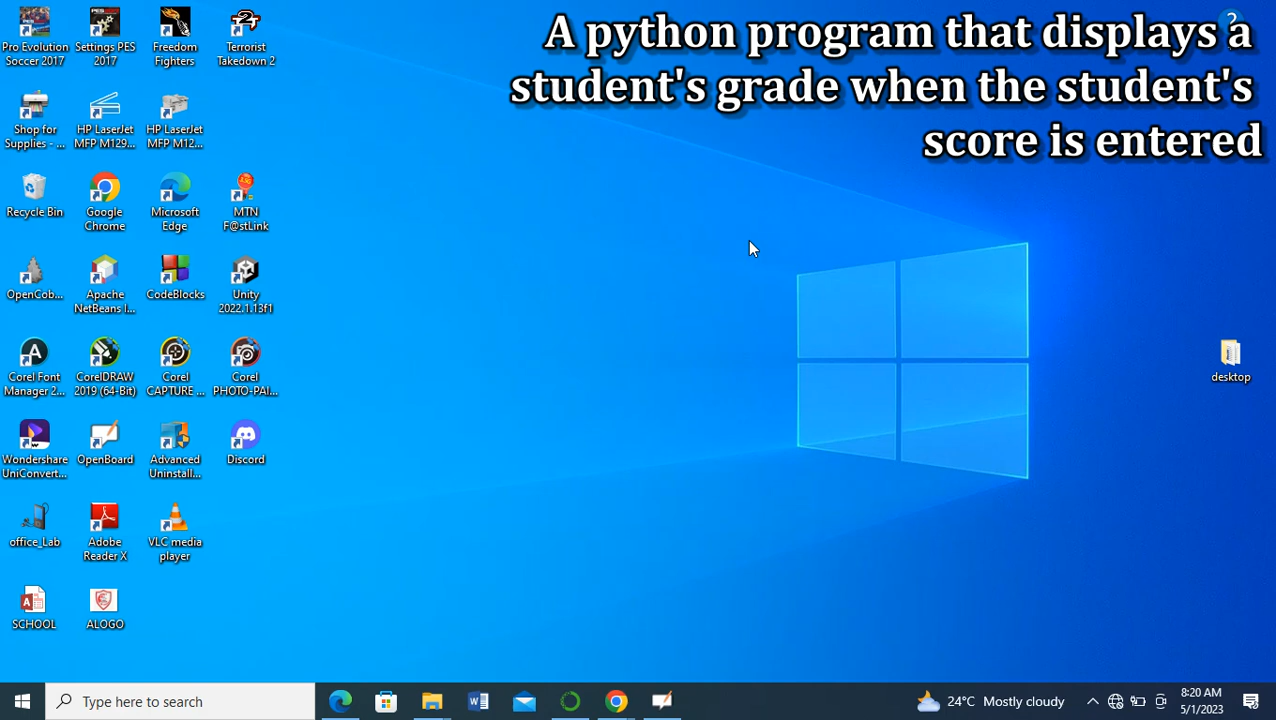 A python program that displays a
student's grade when the student's
score is entered
?
Pro Evolution
Soccer 2017
Settings PES
2017
Freedom
Fighters
Terrorist
Takedown 2
Shop for
Supplies - ...
HP LaserJet
MFP M129...
HP LaserJet
MFP M12...
Recycle Bin
Google
Chrome
Microsoft
Edge
MTN
F@stLink
OpenCob...
Apache
NetBeans I...
CodeBlocks
Unity
2022.1.13f1
Corel Font
Manager 2...
CorelDRAW
2019 (64-Bit)
Corel
CAPTURE ...
Corel
PHOTO-PAI...
desktop
Wondershare
UniConvert...
OpenBoard
Advanced
Uninstall...
Discord
office_Lab
Adobe
Reader X
VLC media
player
SCHOOL
ALOGO
Type here to search
24°C Mostly cloudy
8:20 AM
5/1/2023